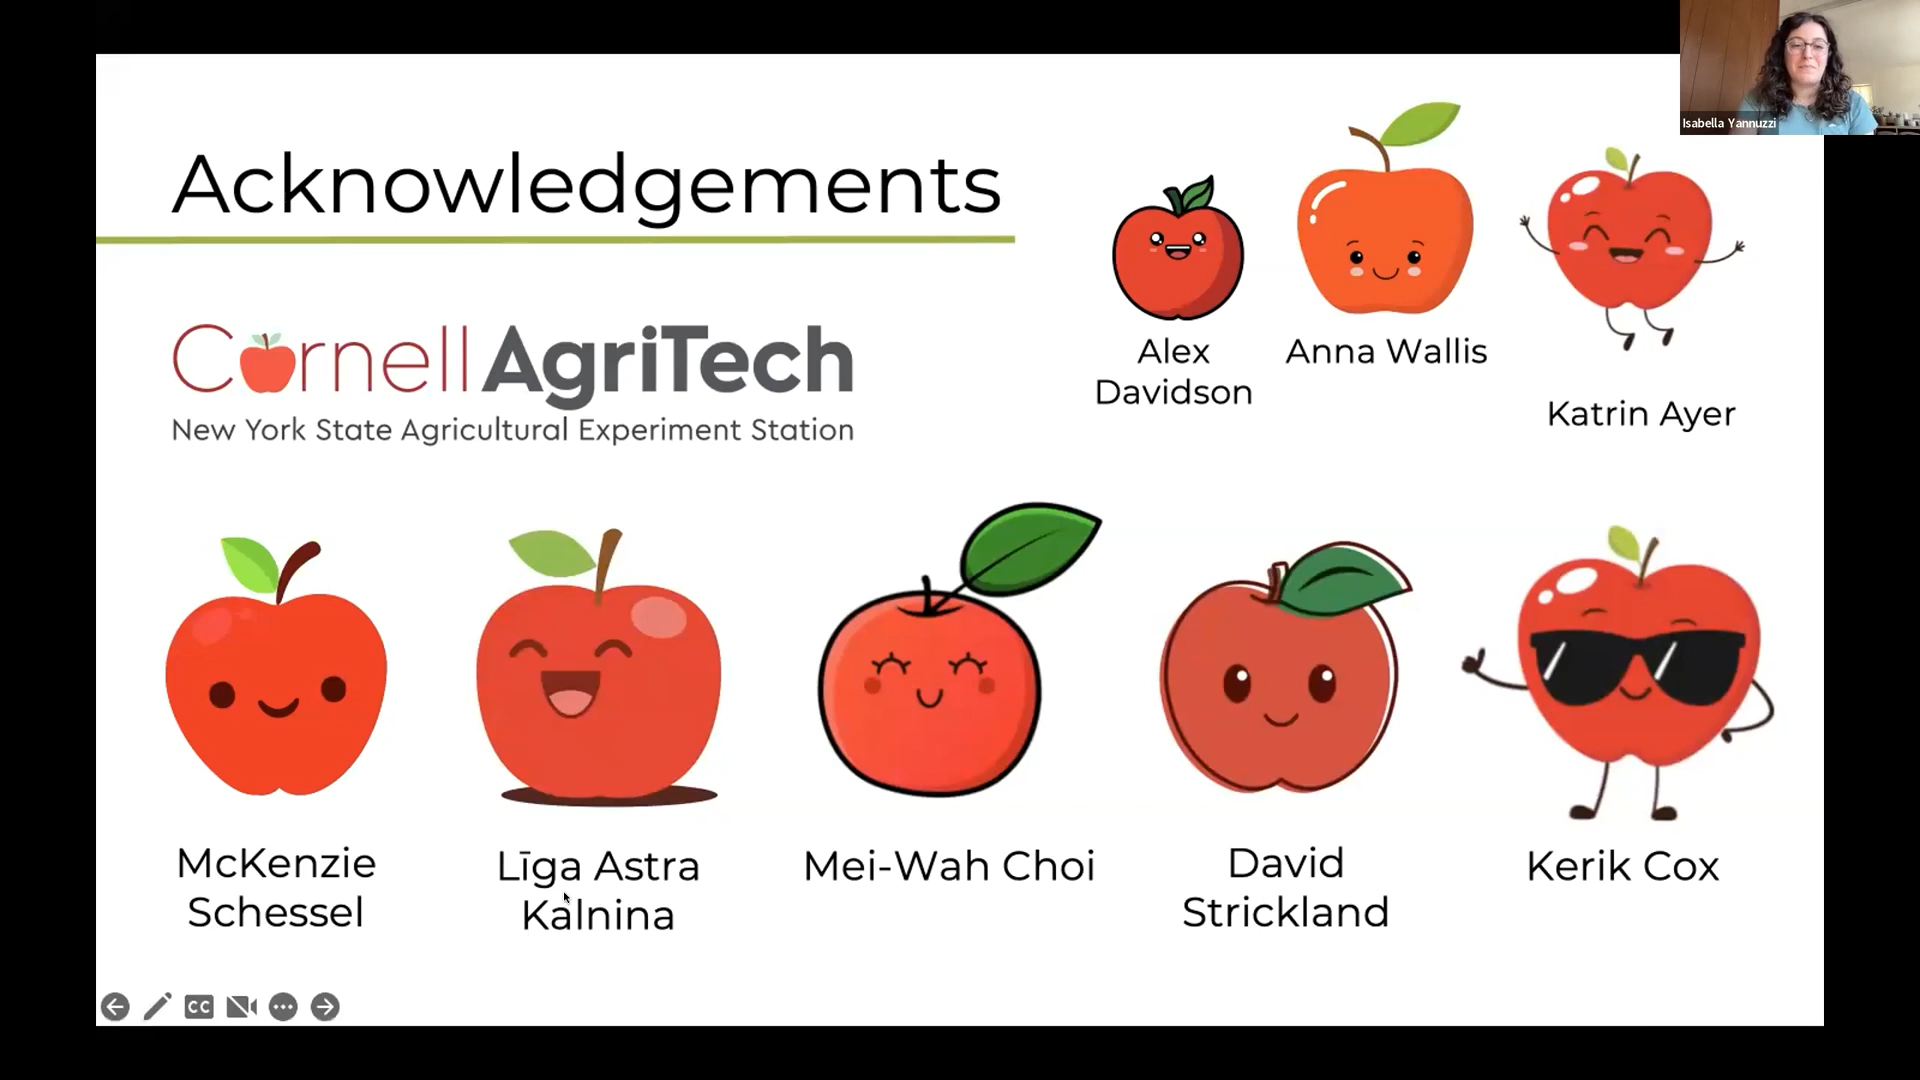 Isabella Yannuzzi
Acknowledgements
Cornell AgriTech
New York State Agricultural Experiment Station
Alex
Davidson
Anna Wallis
Katrin Ayer
McKenzie
Schessel
Līga Astra
Kalnina
Mei-Wah Choi
David
Strickland
Kerik Cox
CC